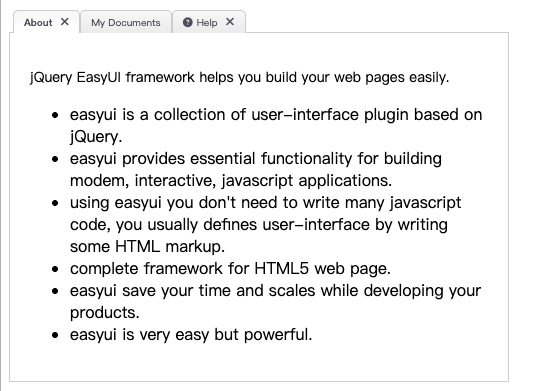 About
My Documents
Help
jQuery EasyUI framework helps you build your web pages easily.
easyui is a collection of user-interface plugin based on
jQuery.
easyui provides essential functionality for building
modem, interactive, javascript applications.
using easyui you don't need to write many javascript
code, you usually defines user-interface by writing
some HTML markup.
complete framework for HTML5 web page.
easyui save your time and scales while developing your
products.
easyui is very easy but powerful.